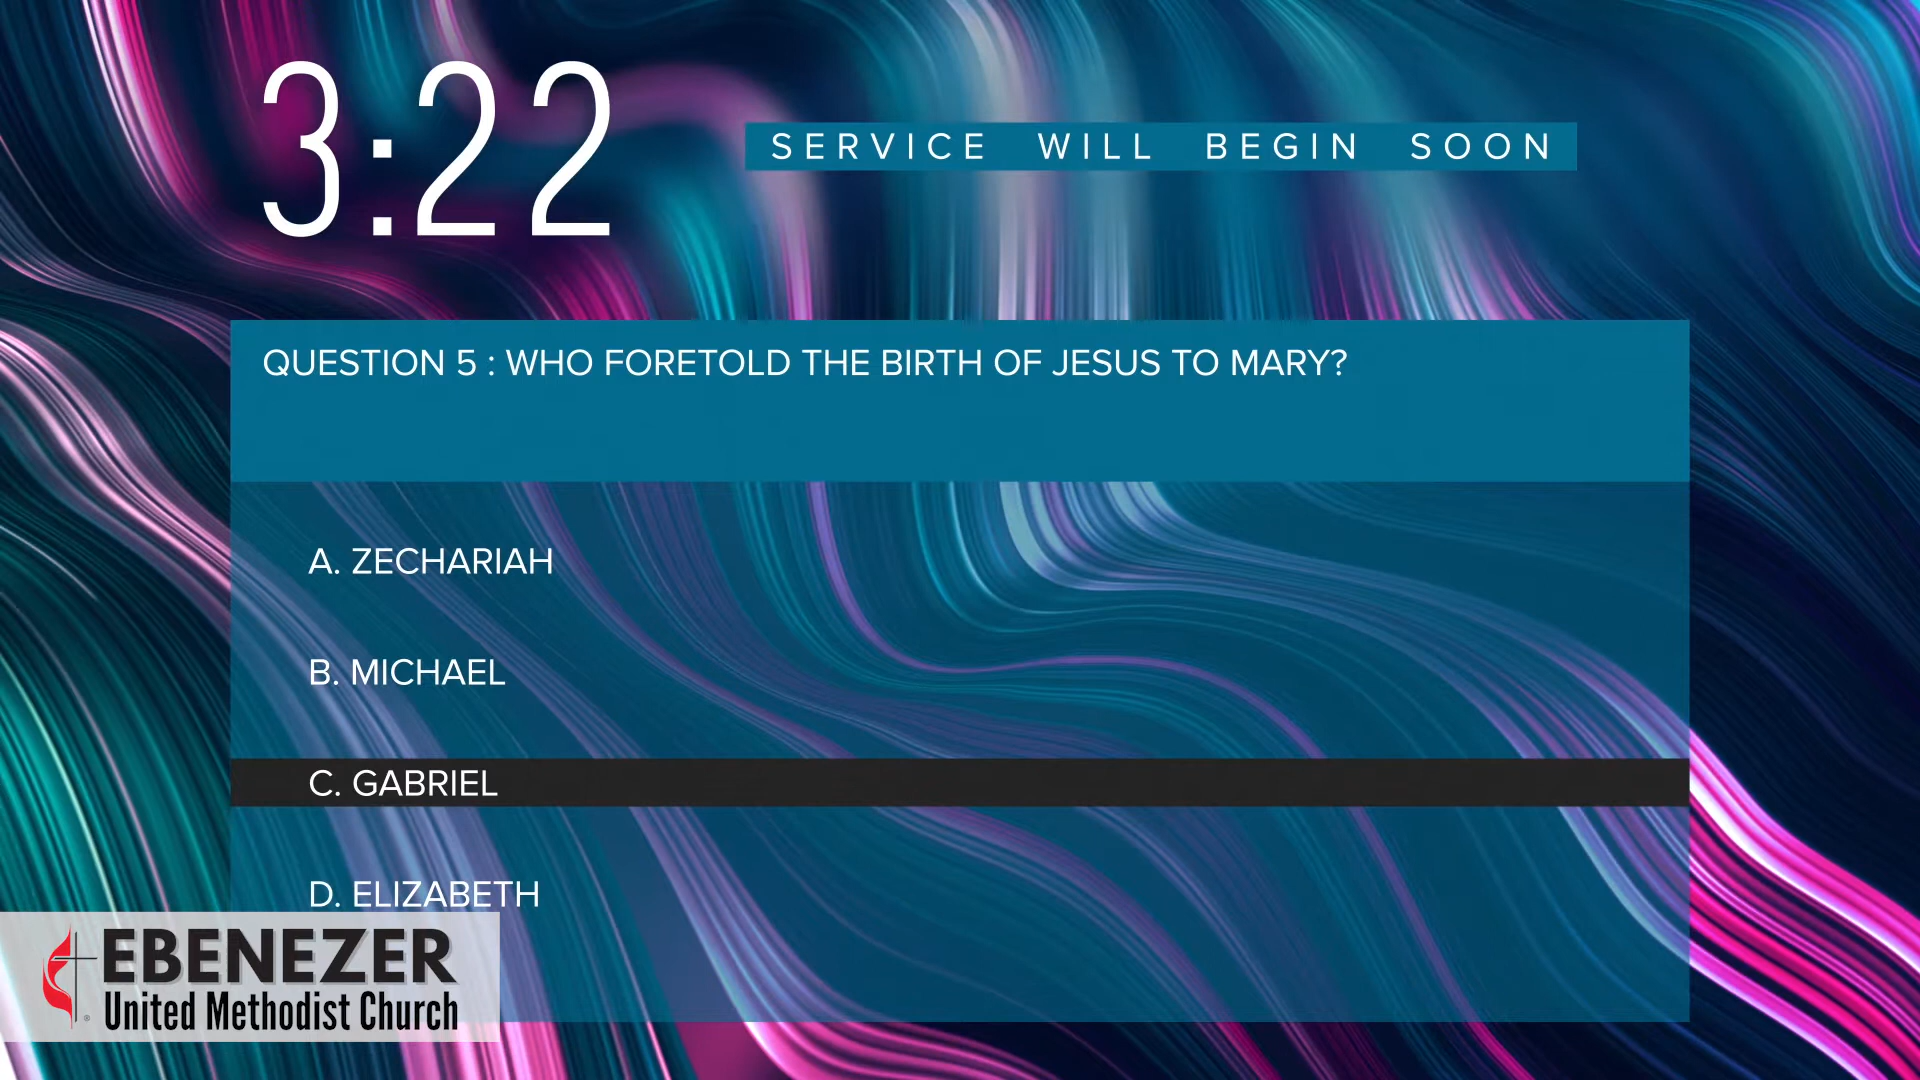 3:22
SERVICE WILL BEGIN SOON
QUESTION 5 : WHO FORETOLD THE BIRTH OF JESUS TO MARY?
A. ZECHARIAH
B. MICHAEL
C. GABRIEL
D. ELIZABETH
EBENEZER
United Methodist Church
®